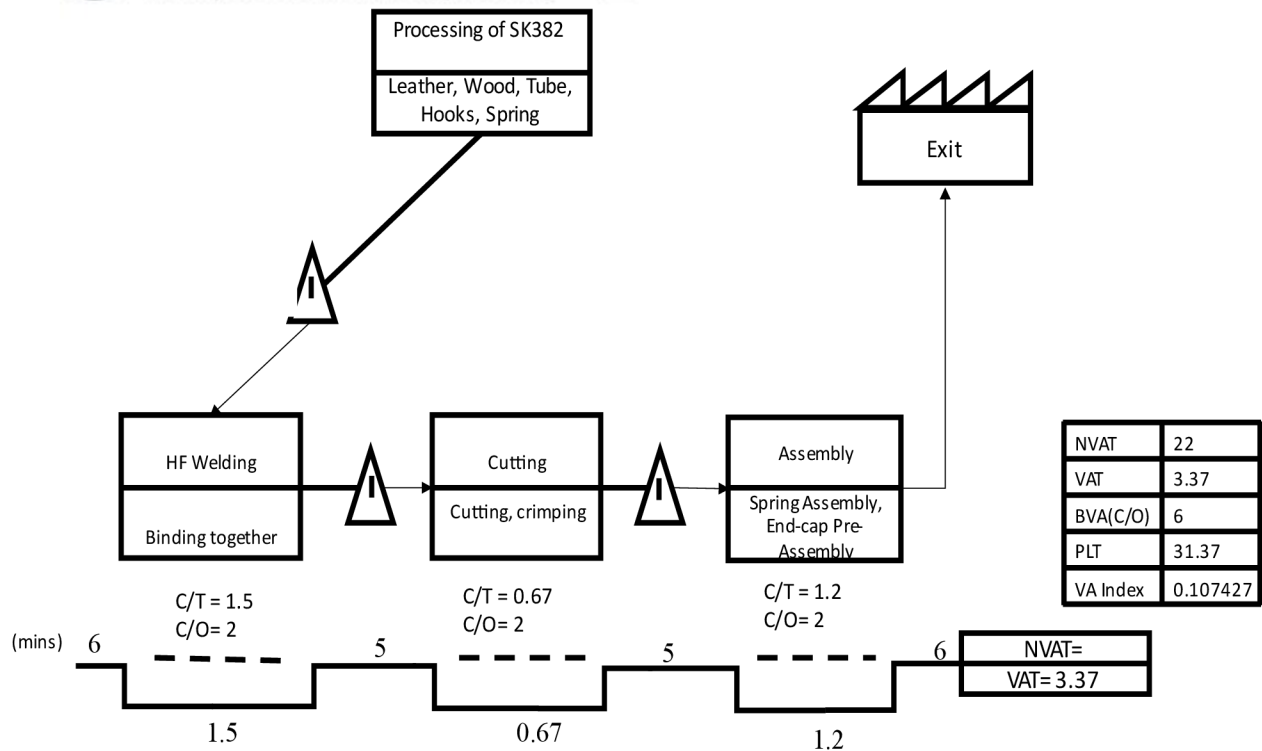 Processing of SK382
Leather, Wood, Tube,
Hooks, Spring
Exit
I
HF Welding
Binding together
I
Cutting
Cutting, crimping
I
Assembly
Spring Assembly,
End-cap Pre-
Assembly
NVAT 22
VAT 3.37
BVA(C/O) 6
PLT 31.37
VA Index 0.107427
C/T = 1.5
C/O= 2
C/T = 0.67
C/O= 2
C/T = 1.2
C/O= 2
(mins) 6 5 5 6
NVAT=
VAT= 3.37
1.5 0.67 1.2